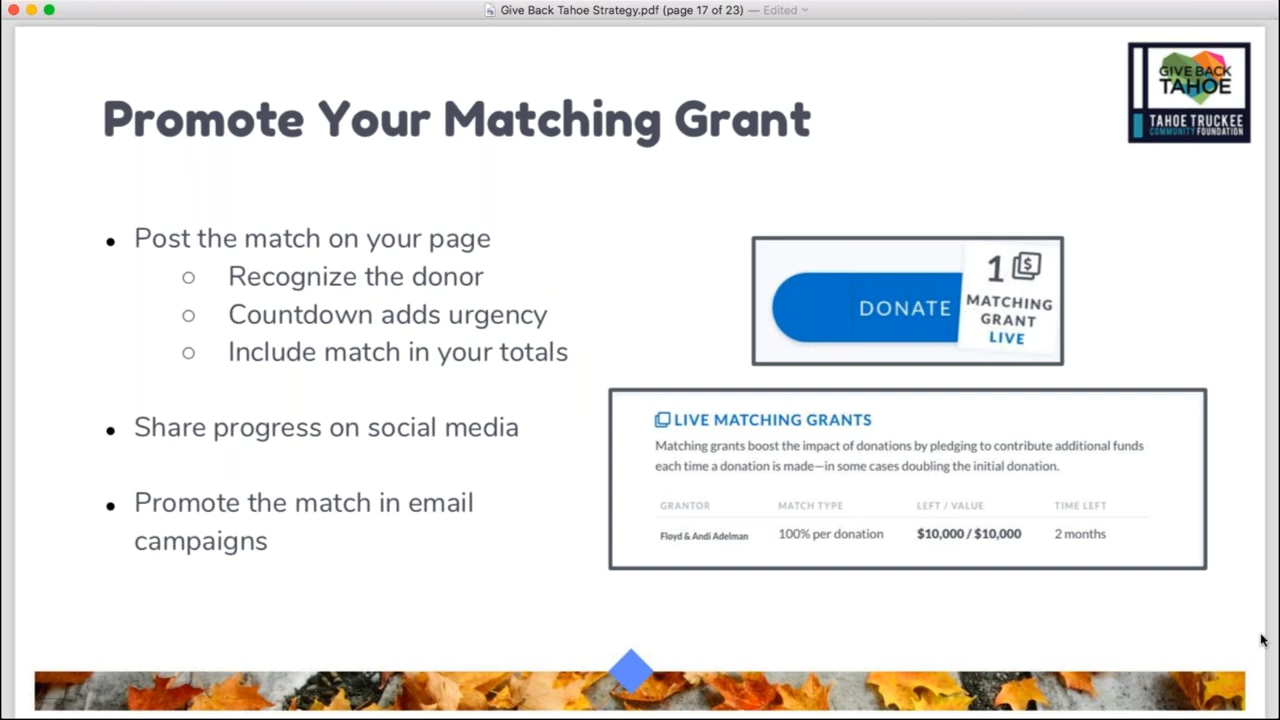 Give Back Tahoe Strategy.pdf (page 17 of 23) — Edited
GIVE BACK
TAHOE
TAHOE TRUCKEE
COMMUNITY FOUNDATION
Promote Your Matching Grant
• Post the match on your page
○ Recognize the donor
○ Countdown adds urgency
○ Include match in your totals
• Share progress on social media
• Promote the match in email
campaigns
DONATE
1
MATCHING
GRANT
LIVE
LIVE MATCHING GRANTS
Matching grants boost the impact of donations by pledging to contribute additional funds
each time a donation is made—in some cases doubling the initial donation.
GRANTOR MATCH TYPE LEFT / VALUE TIME LEFT
Floyd & Andi Adelman 100% per donation $10,000 / $10,000 2 months